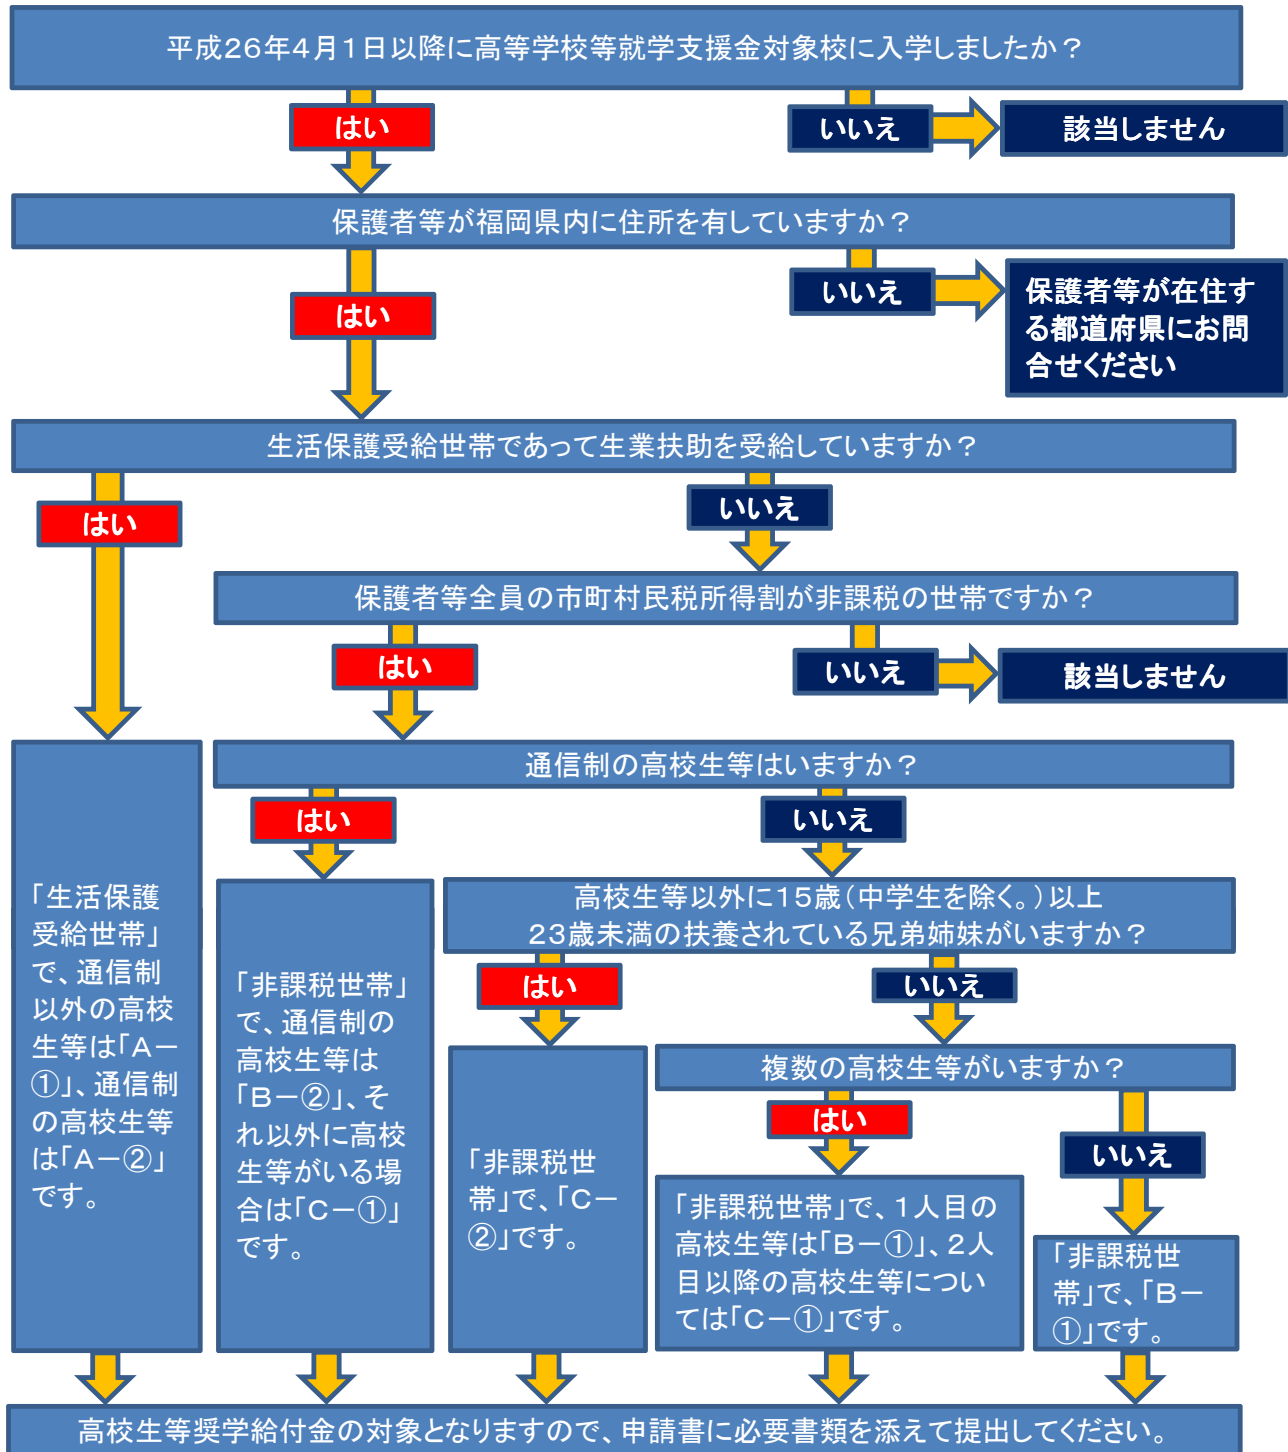 平成26年4月1日以降に高等学校等就学支援金対象校に入学しましたか？
はい
いいえ
該当しません
保護者等が福岡県内に住所を有していますか？
はい
いいえ
保護者等が在住す
る都道府県にお問
合せください
生活保護受給世帯であって生業扶助を受給していますか？
はい
いいえ
保護者等全員の市町村民税所得割が非課税の世帯ですか？
はい
いいえ
該当しません
通信制の高校生等はいますか？
はい
いいえ
「生活保護
受給世帯」
で、通信制
以外の高校
生等は「A－
①」、通信制
の高校生等
は「A－②」
です。
「非課税世帯」
で、通信制の
高校生等は
「B－②」、そ
れ以外に高校
生等がいる場
合は「C－①」
です。
高校生等以外に15歳（中学生を除く。）以上
23歳未満の扶養されている兄弟姉妹がいますか？
はい
いいえ
「非課税世
帯」で、「C－
②」です。
複数の高校生等がいますか？
はい
いいえ
「非課税世帯」で、1人目の
高校生等は「B－①」、2人
目以降の高校生等につい
ては「C－①」です。
「非課税世
帯」で、「B－
①」です。
高校生等奨学給付金の対象となりますので、申請書に必要書類を添えて提出してください。